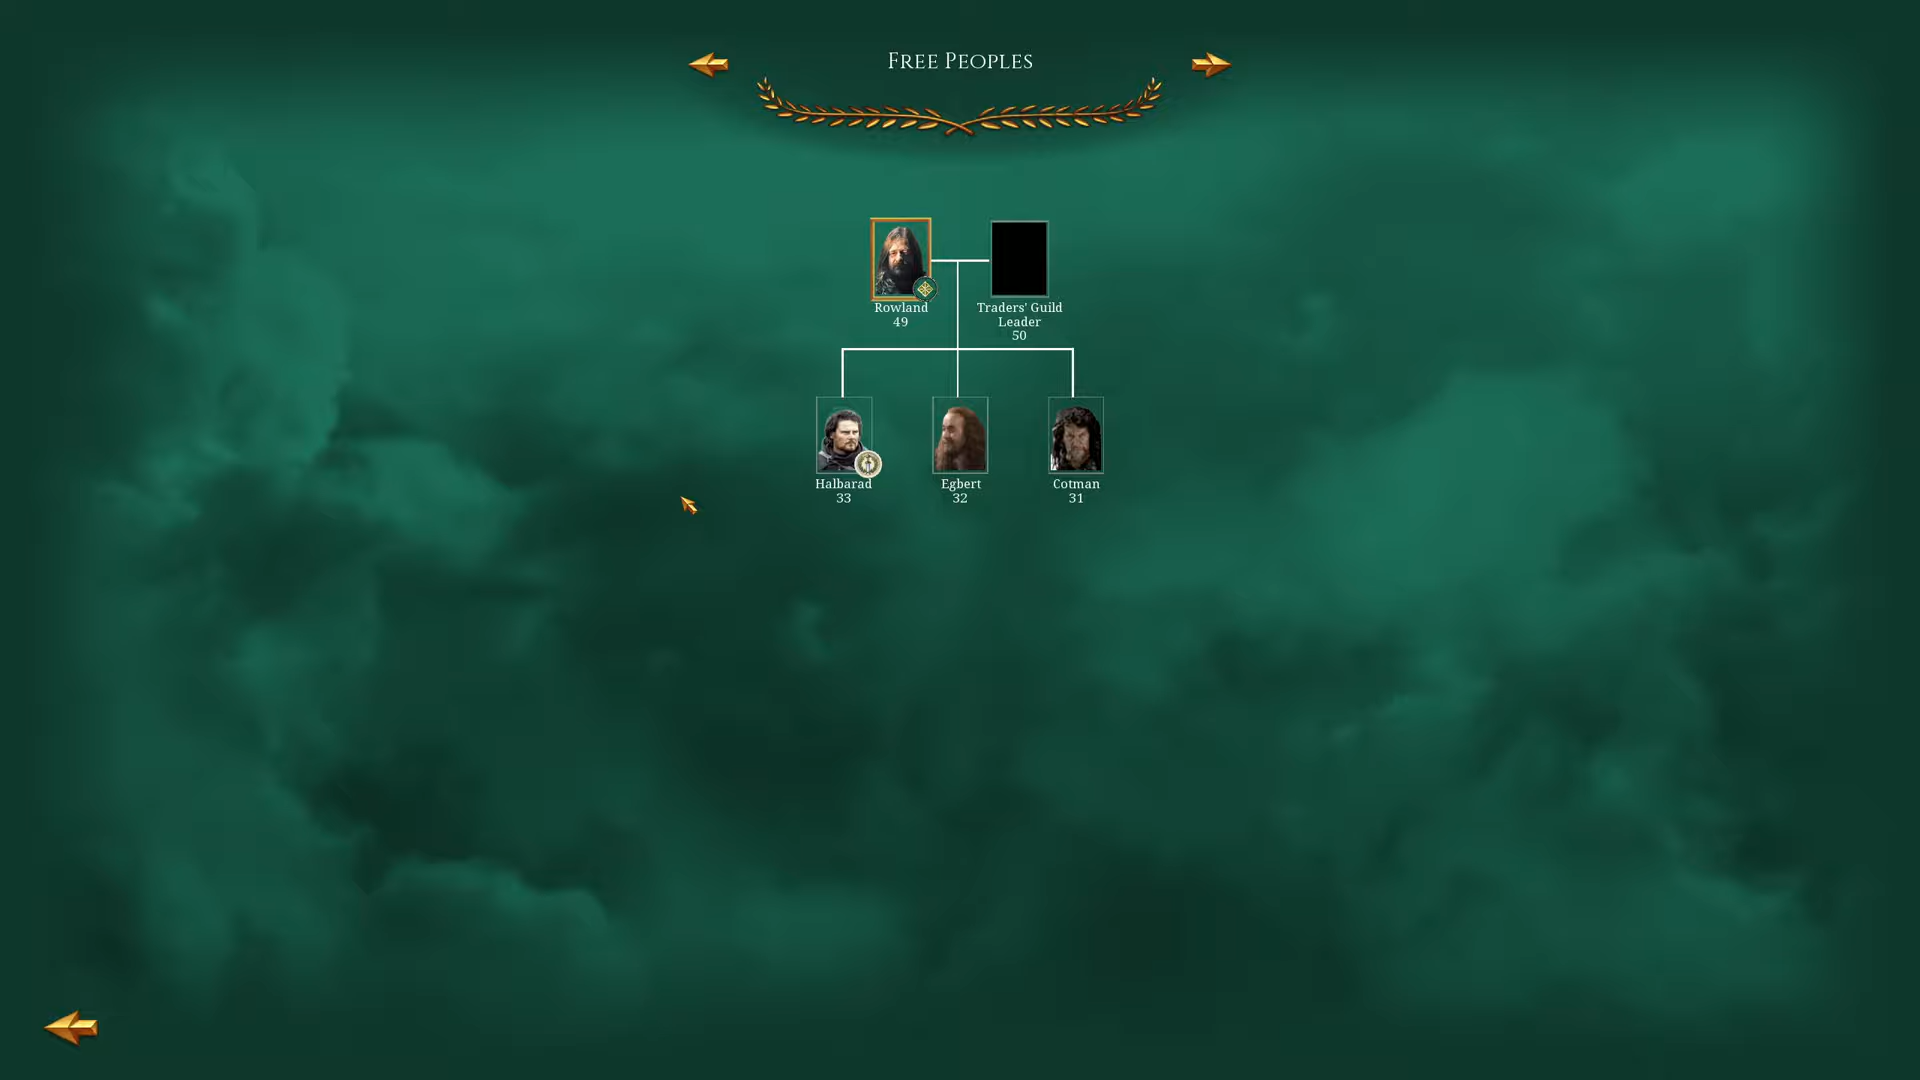 Free Peoples
Rowland
49
Traders' Guild
Leader
50
Halbarad
33
Egbert
32
Cotman
31